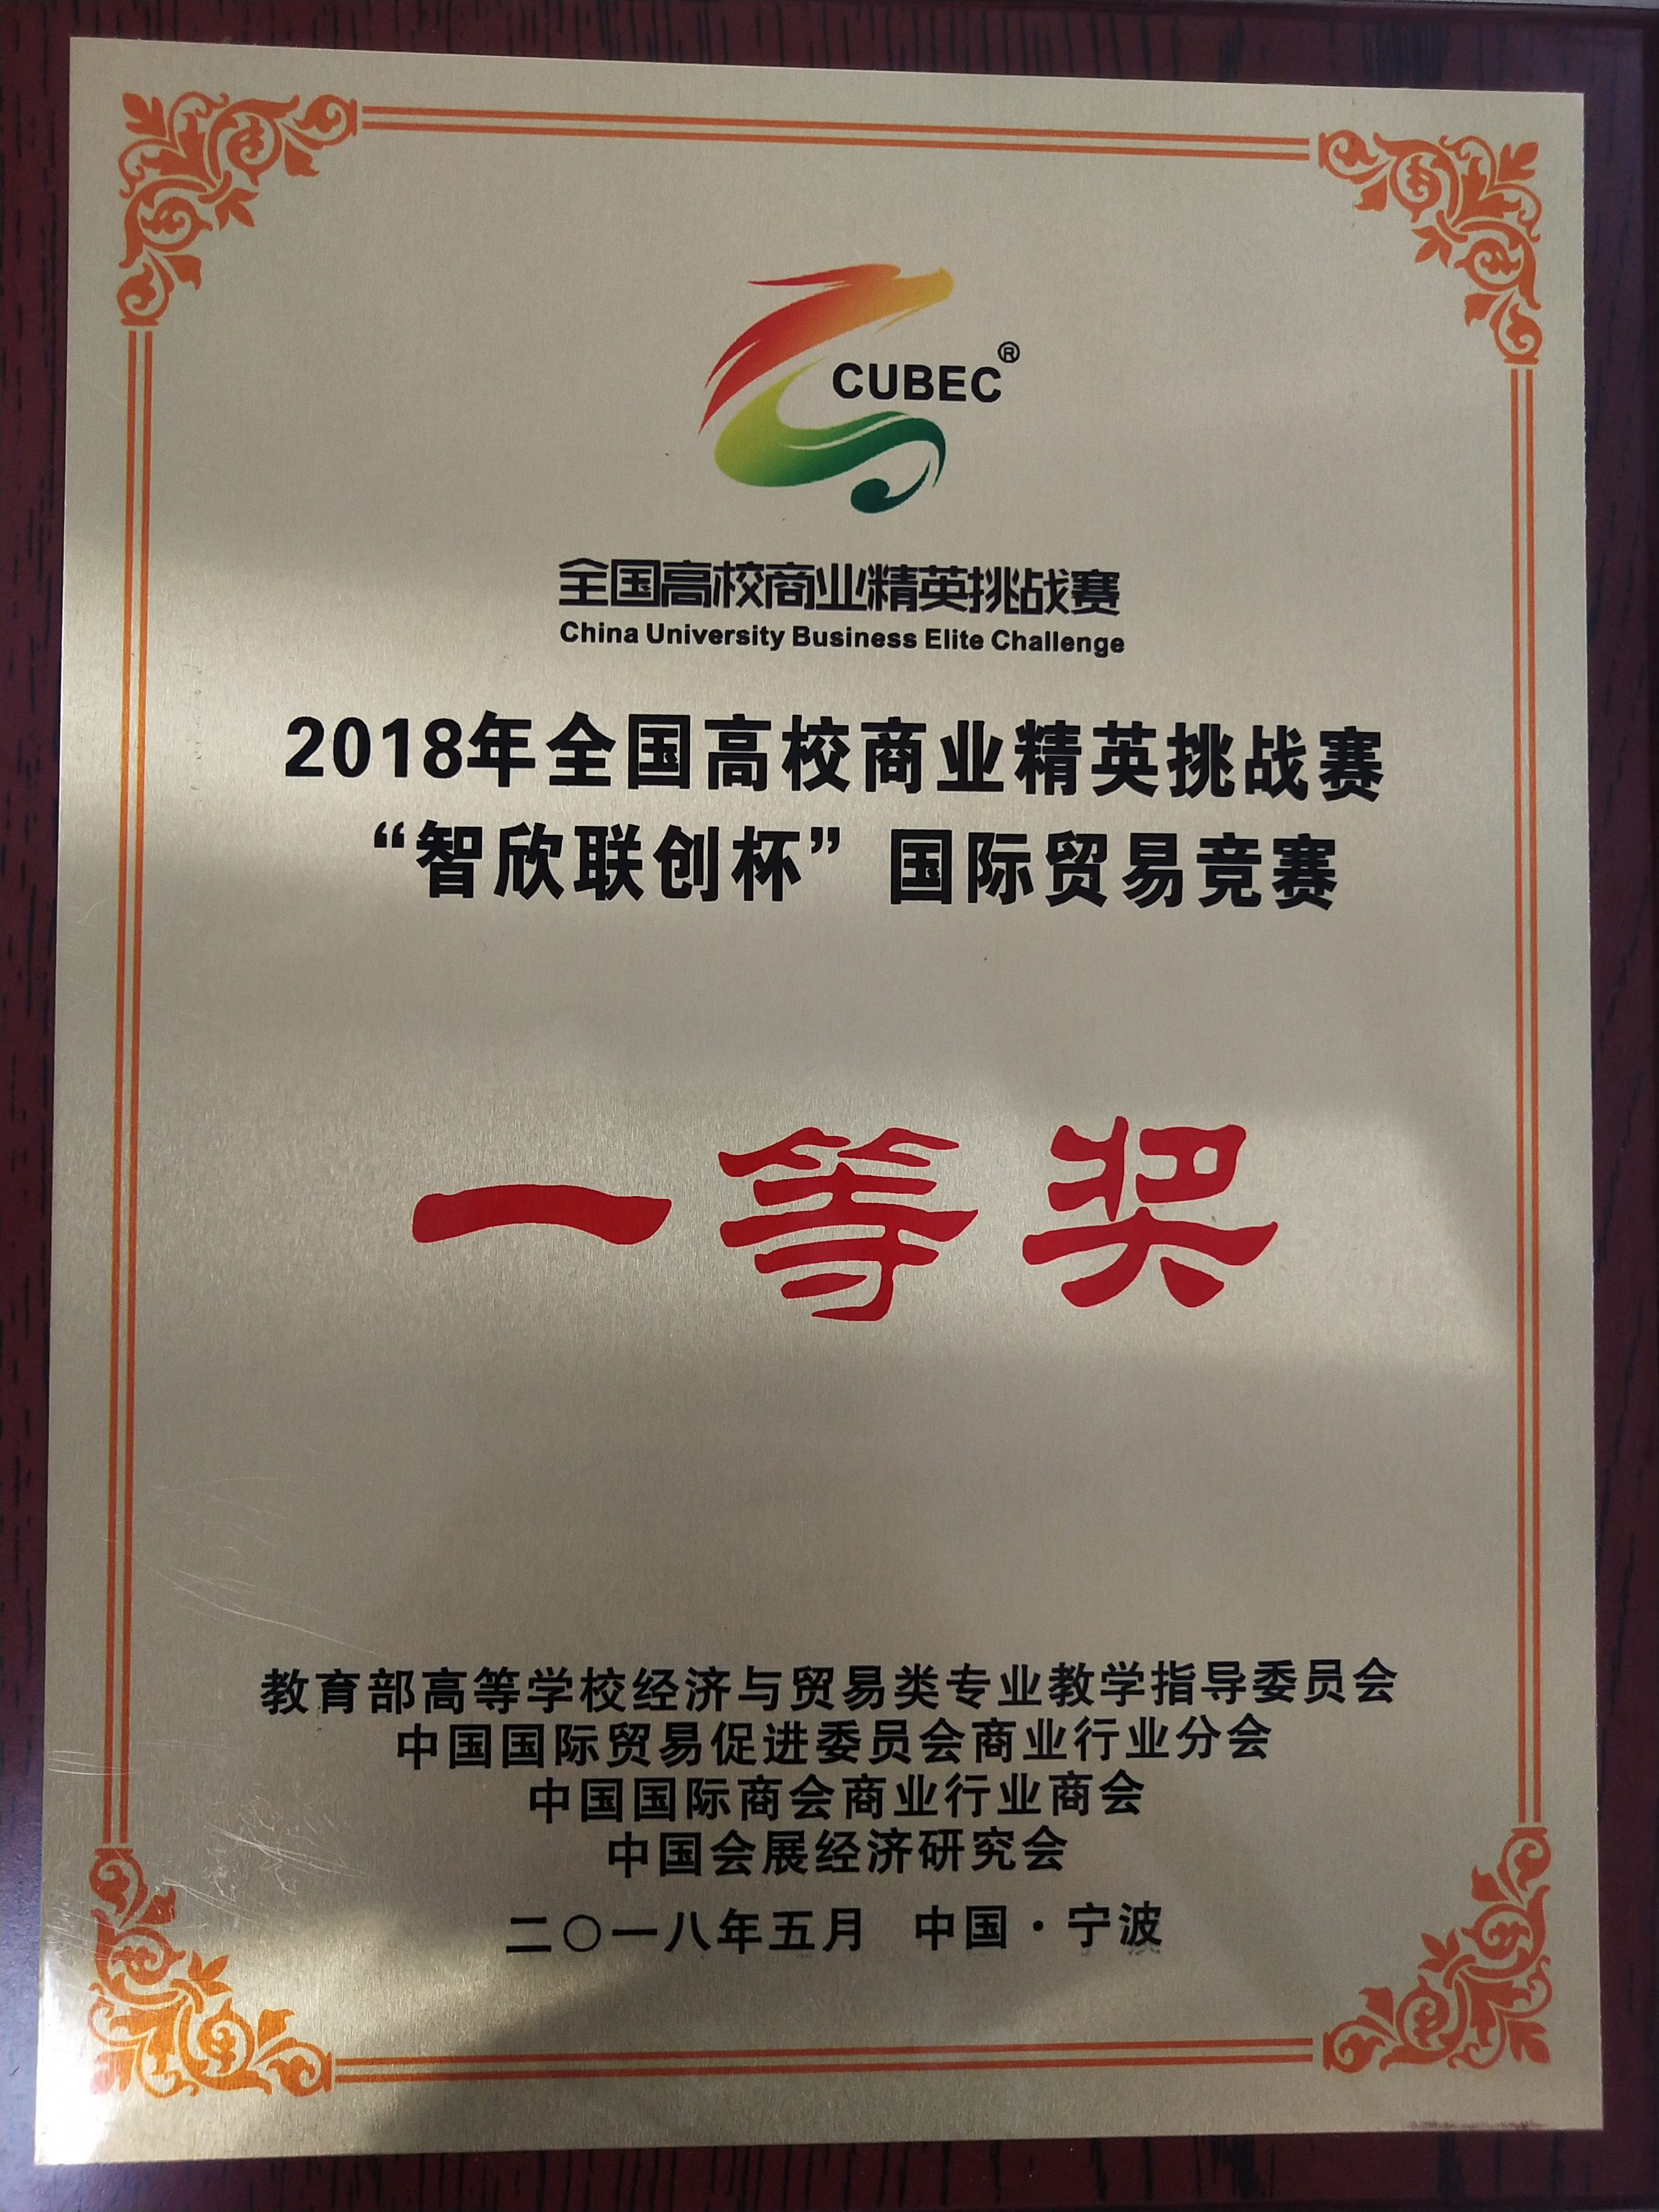 CUBEC®
全国高校商业精英挑战赛
China University Business Elite Challenge
2018年全国高校商业精英挑战赛
“智欣联创杯”国际贸易竞赛
一等奖
教育部高等学校经济与贸易类专业教学指导委员会
中国国际贸易促进委员会商业行业分会
中国国际商会商业行业商会
中国会展经济研究会
二〇一八年五月 中国·宁波